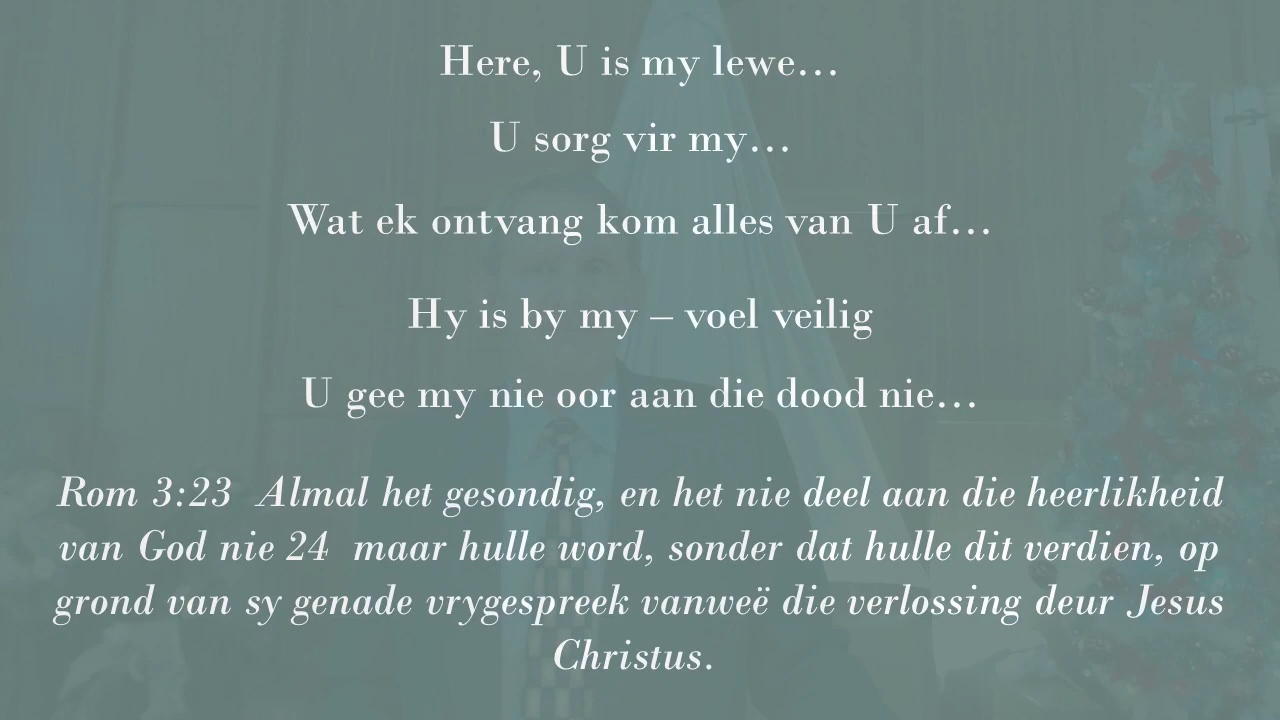 Here, U is my lewe…
U sorg vir my…
Wat ek ontvang kom alles van U af…
Hy is by my – voel veilig
U gee my nie oor aan die dood nie…
Rom 3:23  Almal het gesondig, en het nie deel aan die heerlikheid
van God nie 24  maar hulle word, sonder dat hulle dit verdien, op
grond van sy genade vrygespreek vanweë die verlossing deur Jesus
Christus.